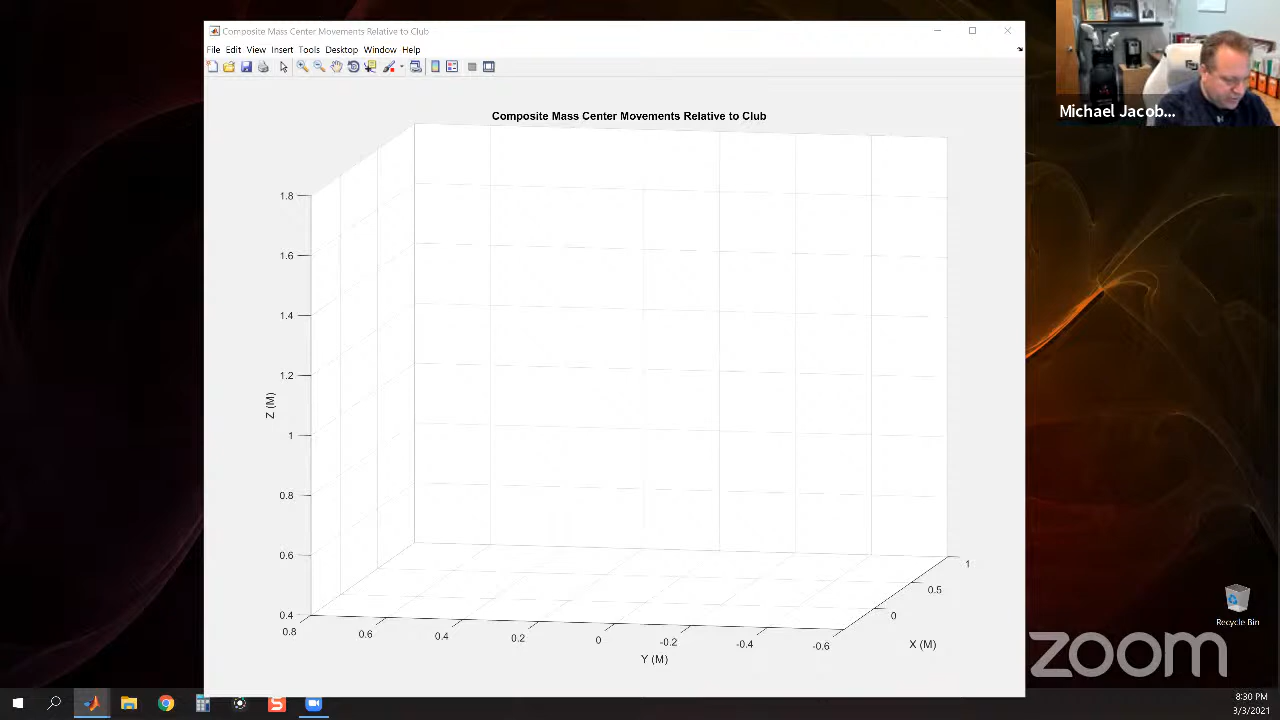 Composite Mass Center Movements Relative to Club
File Edit View Insert Tools Desktop Window Help
Michael Jacob...
Composite Mass Center Movements Relative to Club
1.8
1.6
1.4
1.2
Z (M)
1
0.8
0.6
0.4
0.8
0.6
0.4
0.2
0
-0.2
-0.4
-0.6
Y (M)
1
0.5
0
X (M)
Recycle Bin
zoom
8:30 PM
3/3/2021